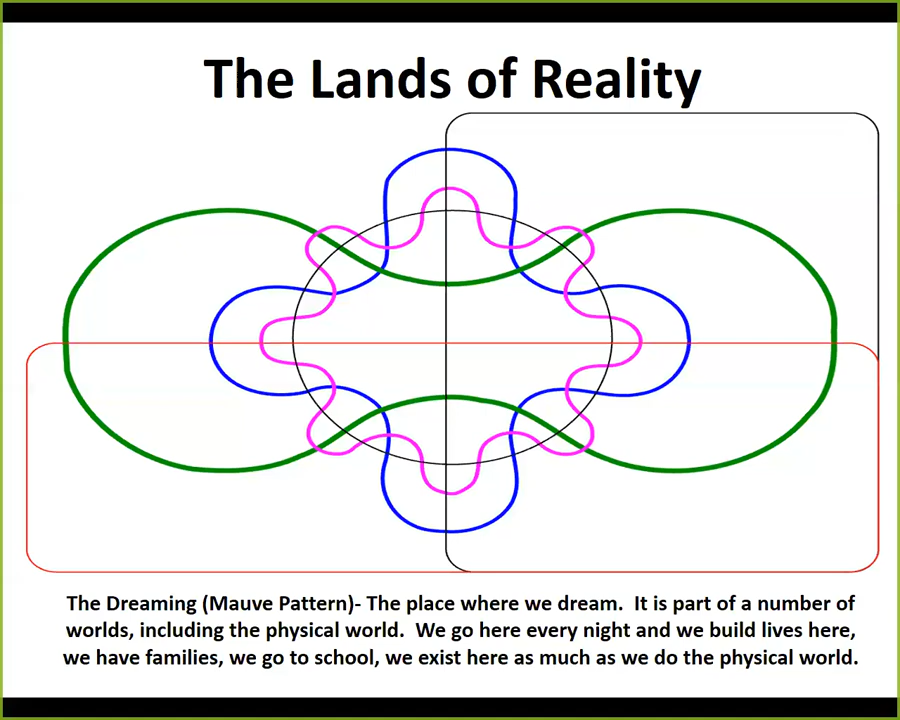 The Lands of Reality
The Dreaming (Mauve Pattern)- The place where we dream.  It is part of a number of
worlds, including the physical world.  We go here every night and we build lives here,
we have families, we go to school, we exist here as much as we do the physical world.